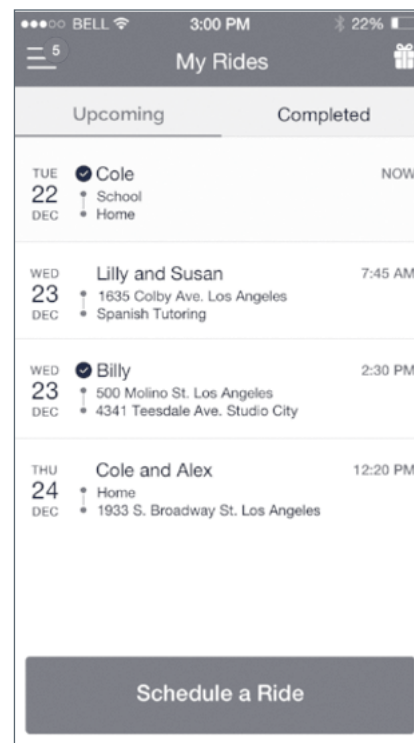 BELL 3:00 PM 22%
5 My Rides
Upcoming Completed
TUE 22 DEC Cole NOW
School
Home
WED 23 DEC Lilly and Susan 7:45 AM
1635 Colby Ave. Los Angeles
Spanish Tutoring
WED 23 DEC Billy 2:30 PM
500 Molino St. Los Angeles
4341 Teesdale Ave. Studio City
THU 24 DEC Cole and Alex 12:20 PM
Home
1933 S. Broadway St. Los Angeles
Schedule a Ride